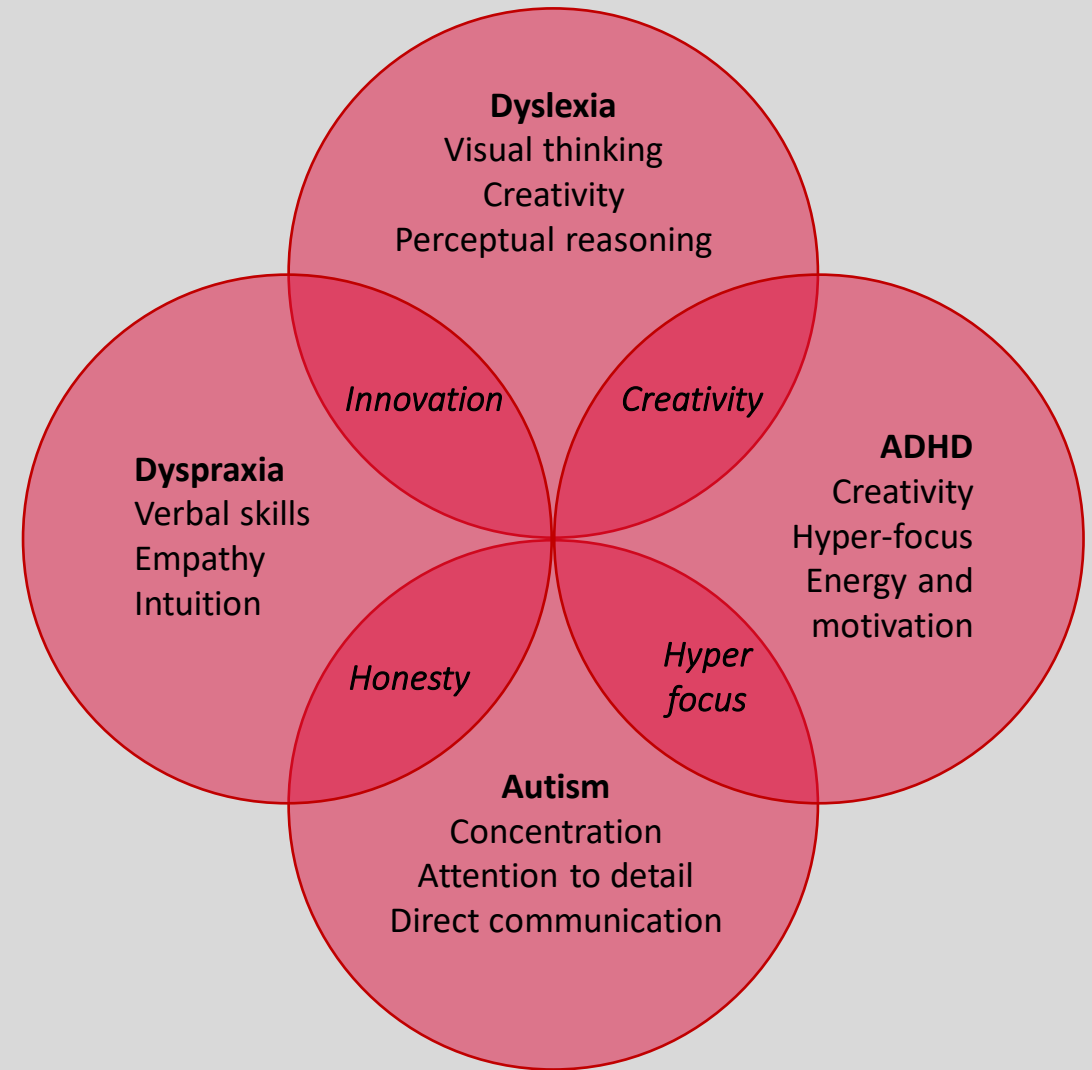 Dyslexia
Visual thinking
Creativity
Perceptual reasoning
Innovation
Creativity
Dyspraxia
Verbal skills
Empathy
Intuition
ADHD
Creativity
Hyper-focus
Energy and
motivation
Honesty
Hyper
focus
Autism
Concentration
Attention to detail
Direct communication